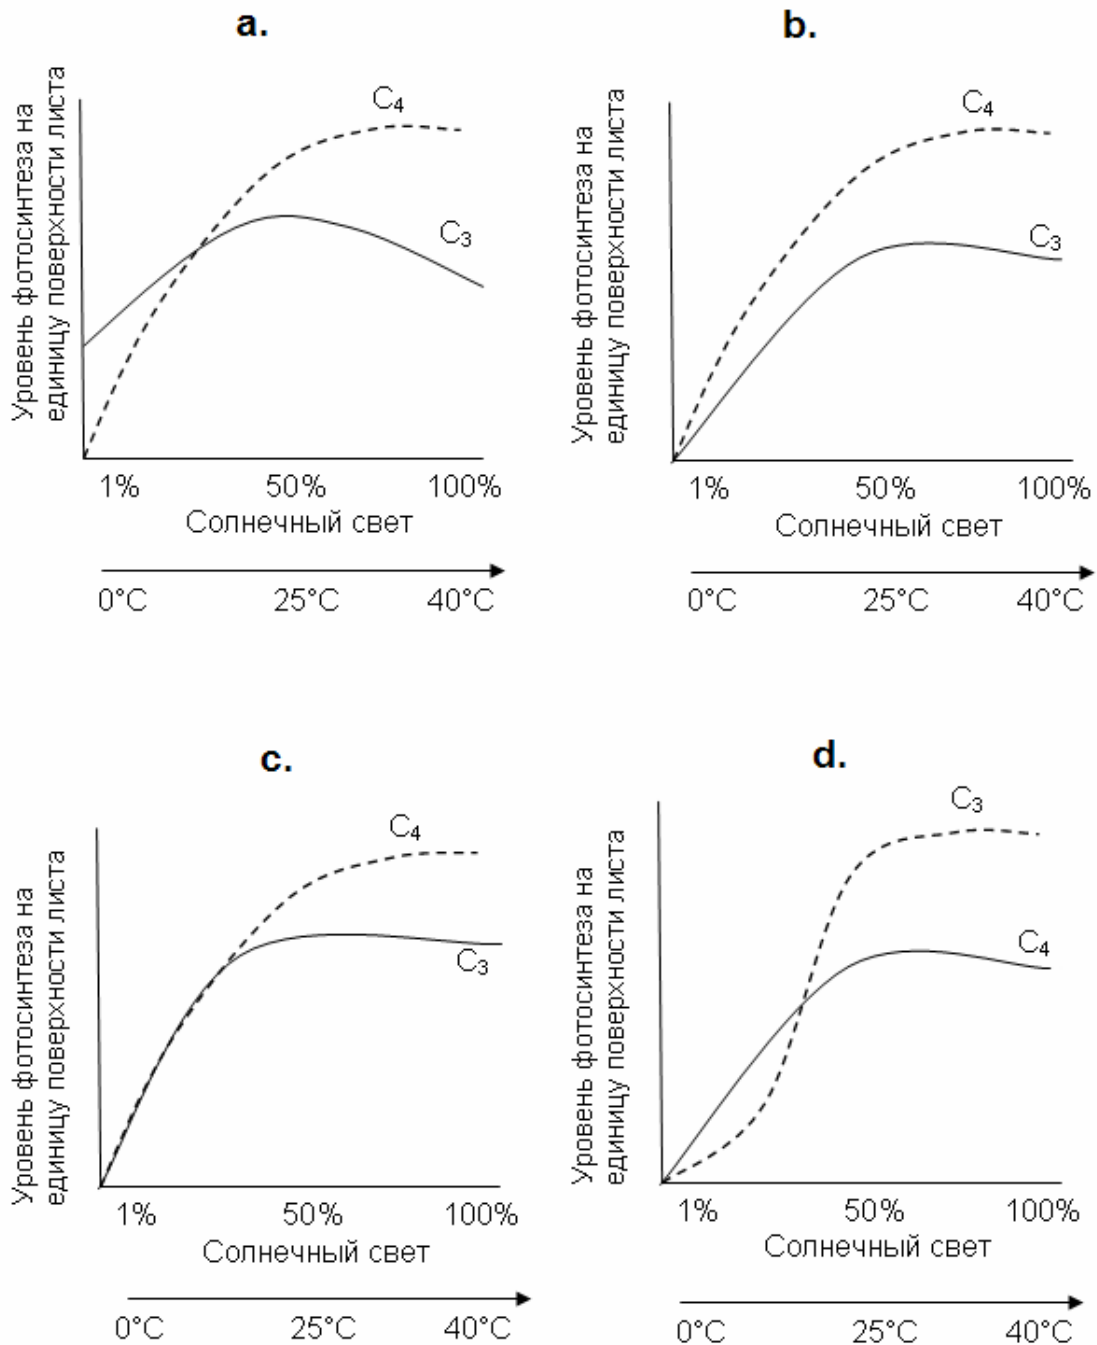 a.
Уровень фотосинтеза на
единицу поверхности листа
C4
C3
1% 50% 100%
Солнечный свет
0°C 25°C 40°C
b.
Уровень фотосинтеза на
единицу поверхности листа
C4
C3
1% 50% 100%
Солнечный свет
0°C 25°C 40°C
c.
Уровень фотосинтеза на
единицу поверхности листа
C4
C3
1% 50% 100%
Солнечный свет
0°C 25°C 40°C
d.
Уровень фотосинтеза на
единицу поверхности листа
C3
C4
1% 50% 100%
Солнечный свет
0°C 25°C 40°C